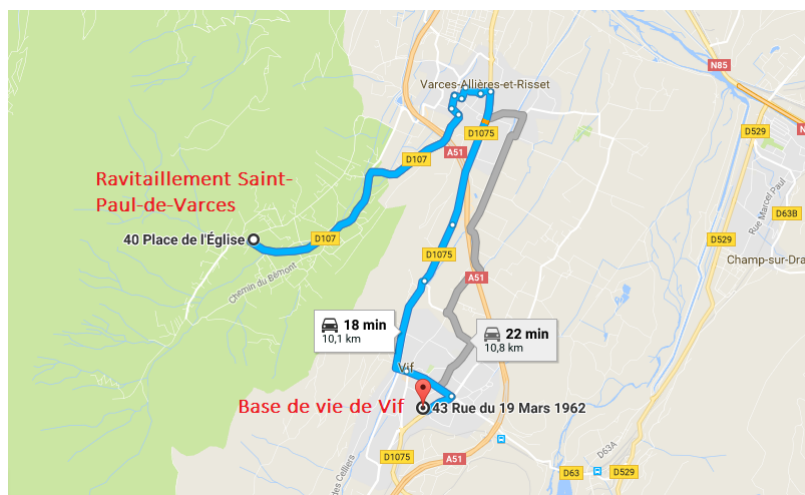 N85
Varces-Allières-et-Risset
D529
D1075
A51
D107
Ravitaillement Saint-
Paul-de-Varces
Rue Marcel Paul
D63B
40 Place de l'Église
D107
D529
D1075
Champ-sur-Dra
Chemin du Bémont
A51
18 min
10,1 km
22 min
10,8 km
Vif
Base de vie de Vif
43 Rue du 19 Mars 1962
D1075
A51
D63A
D63
D529
des Celliers